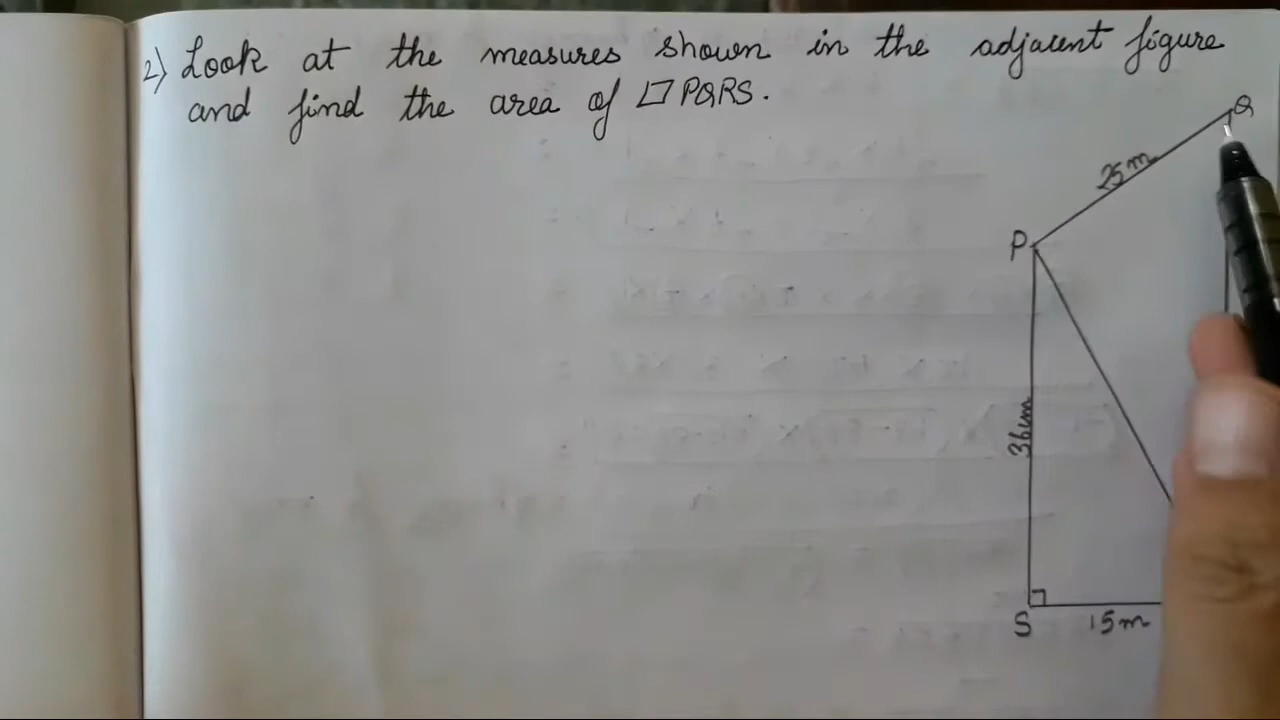 2) Look at the measures shown in the adjacent figure
and find the area of □ PQRS.
Q
25 m
P
36 m
S
15 m